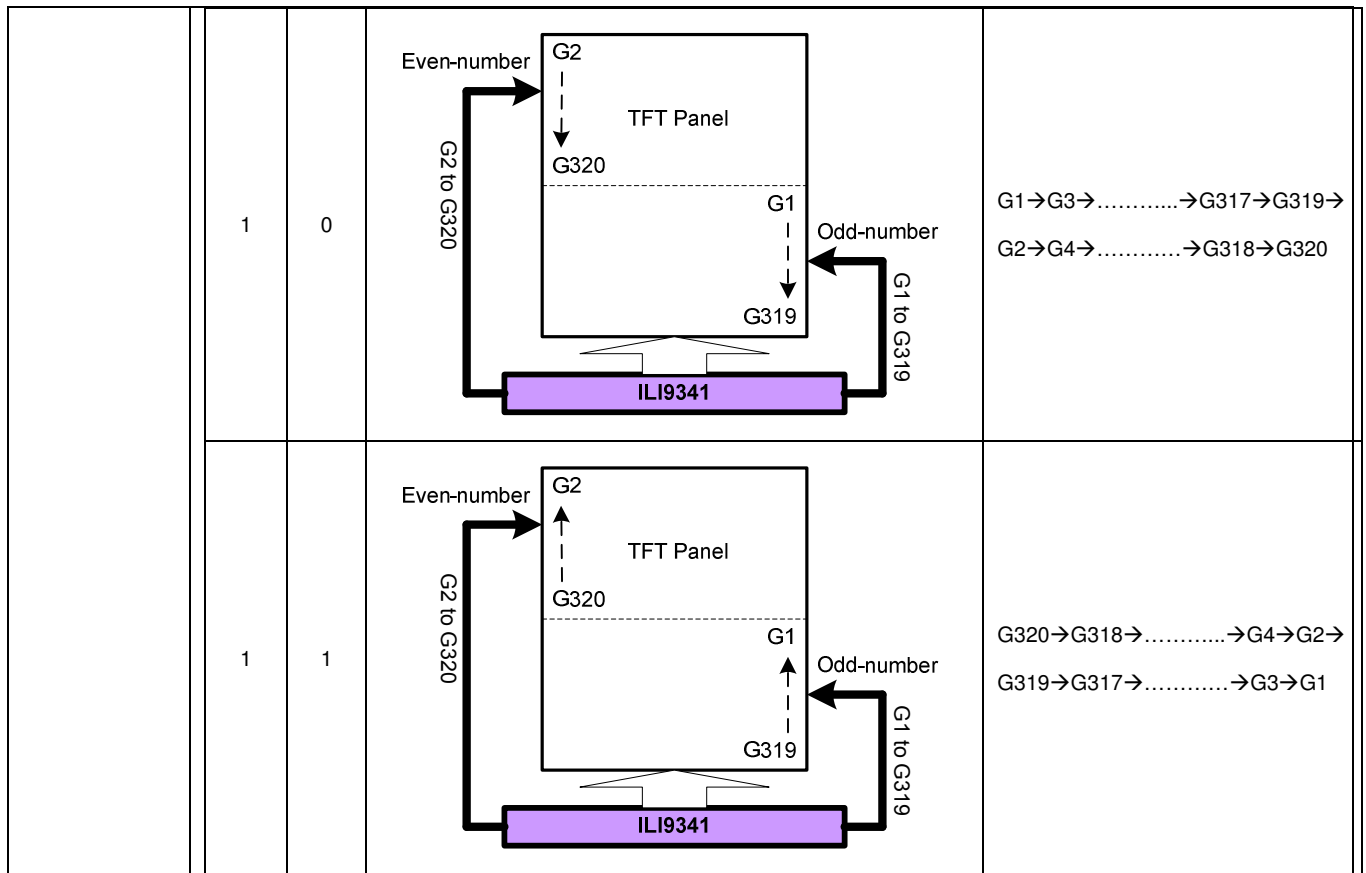 1
0
Even-number
G2
TFT Panel
G320
G2 to G320
G1
Odd-number
G319
G1 to G319
ILI9341
G1→G3→………...→G317→G319→
G2→G4→…………→G318→G320
1
1
Even-number
G2
TFT Panel
G320
G2 to G320
G1
Odd-number
G319
G1 to G319
ILI9341
G320→G318→………...→G4→G2→
G319→G317→…………→G3→G1